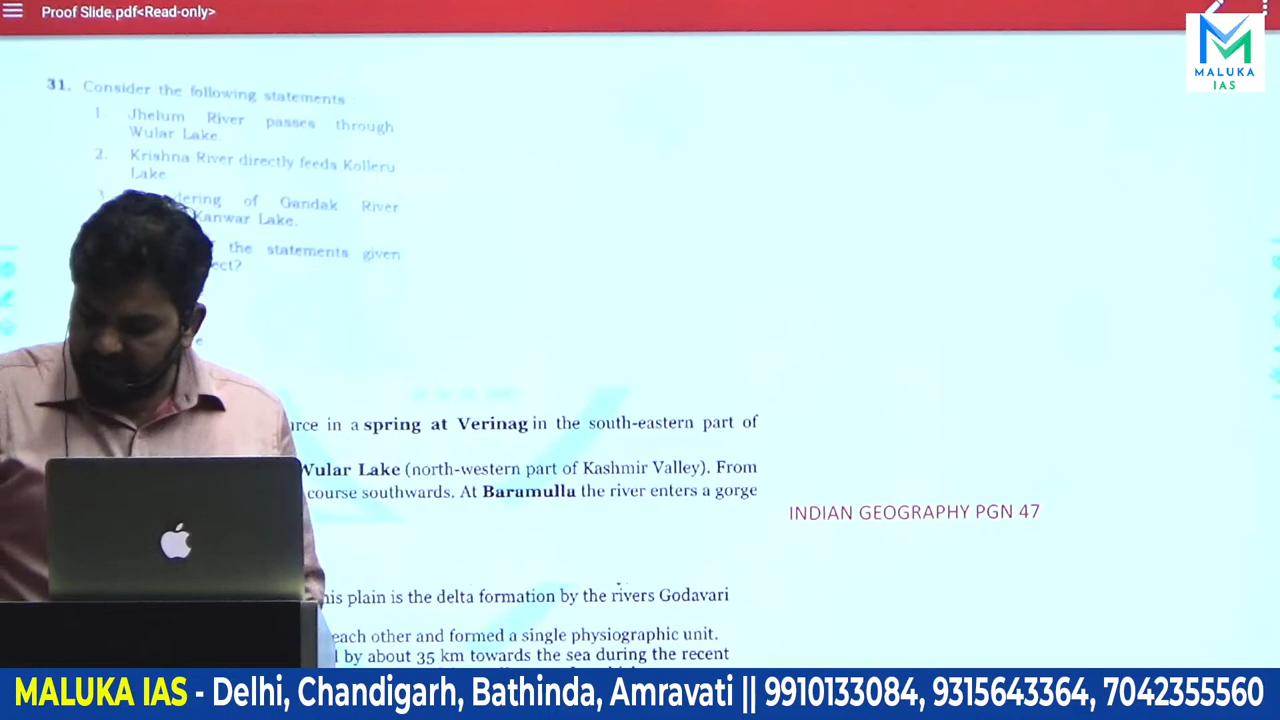 Proof Slide.pdf<Read-only>
MALUKA
IAS
31. Consider the following statements :
1. Jhelum River passes through
Wular Lake.
2. Krishna River directly feeds Kolleru
Lake
3. dering of Gandak River
Kanwar Lake.
the statements given
ect?
e
rce in a spring at Verinag in the south-eastern part of
Wular Lake (north-western part of Kashmir Valley). From
course southwards. At Baramulla the river enters a gorge
INDIAN GEOGRAPHY PGN 47
his plain is the delta formation by the rivers Godavari
each other and formed a single physiographic unit.
l by about 35 km towards the sea during the recent
MALUKA IAS - Delhi, Chandigarh, Bathinda, Amravati || 9910133084, 9315643364, 7042355560